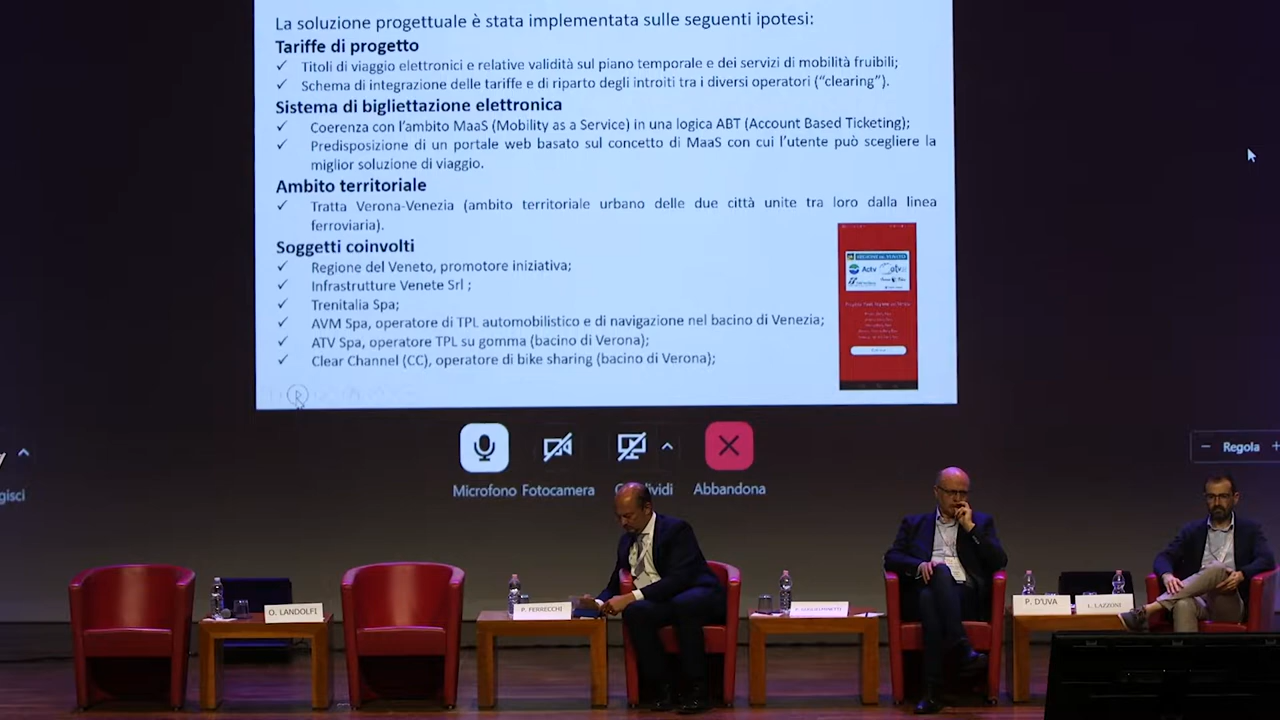 La soluzione progettuale è stata implementata sulle seguenti ipotesi:
Tariffe di progetto
✓ Titoli di viaggio elettronici e relative validità sul piano temporale e dei servizi di mobilità fruibili;
✓ Schema di integrazione delle tariffe e di riparto degli introiti tra i diversi operatori (“clearing”).
Sistema di bigliettazione elettronica
✓ Coerenza con l’ambito MaaS (Mobility as a Service) in una logica ABT (Account Based Ticketing);
✓ Predisposizione di un portale web basato sul concetto di MaaS con cui l’utente può scegliere la
miglior soluzione di viaggio.
Ambito territoriale
✓ Tratta Verona-Venezia (ambito territoriale urbano delle due città unite tra loro dalla linea
ferroviaria).
Soggetti coinvolti
✓ Regione del Veneto, promotore iniziativa;
✓ Infrastrutture Venete Srl ;
✓ Trenitalia Spa;
✓ AVM Spa, operatore di TPL automobilistico e di navigazione nel bacino di Venezia;
✓ ATV Spa, operatore TPL su gomma (bacino di Verona);
✓ Clear Channel (CC), operatore di bike sharing (bacino di Verona);
Actv
gisci
Microfono Fotocamera
Abbandona
Regola
O. LANDOLFI
P. FERRECCHI
P. D'UVA
L. LAZZONI